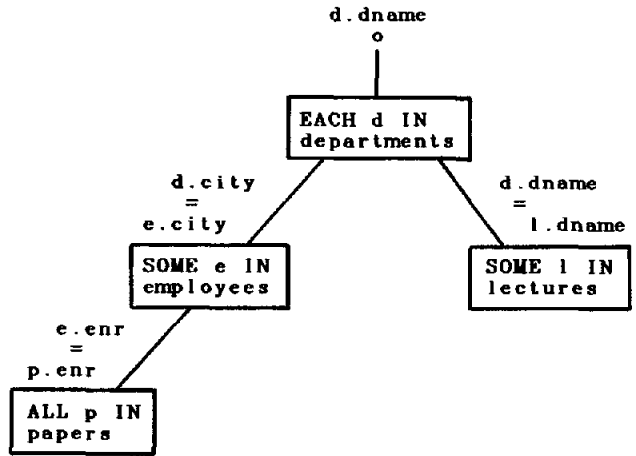 d.dname
o
EACH d IN
departments
d.city
=
e.city
d.dname
=
l.dname
SOME e IN
employees
SOME l IN
lectures
e.enr
=
p.enr
ALL p IN
papers